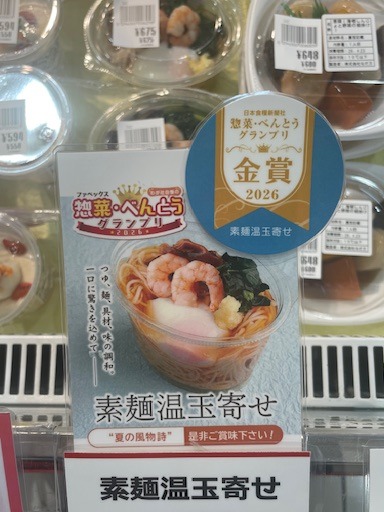 ¥594
¥675
¥648
¥594
日本食糧新聞社
惣菜・べんとう
グランプリ
金賞
2026
素麺温玉寄せ
ファベックス
惣菜・べんとう
グランプリ
2026
つゆ、麺、具材、味の調和。
一口に驚きを込めて――
素麺温玉寄せ
“夏の風物詩”
是非ご賞味下さい!
¥648
素麺温玉寄せ